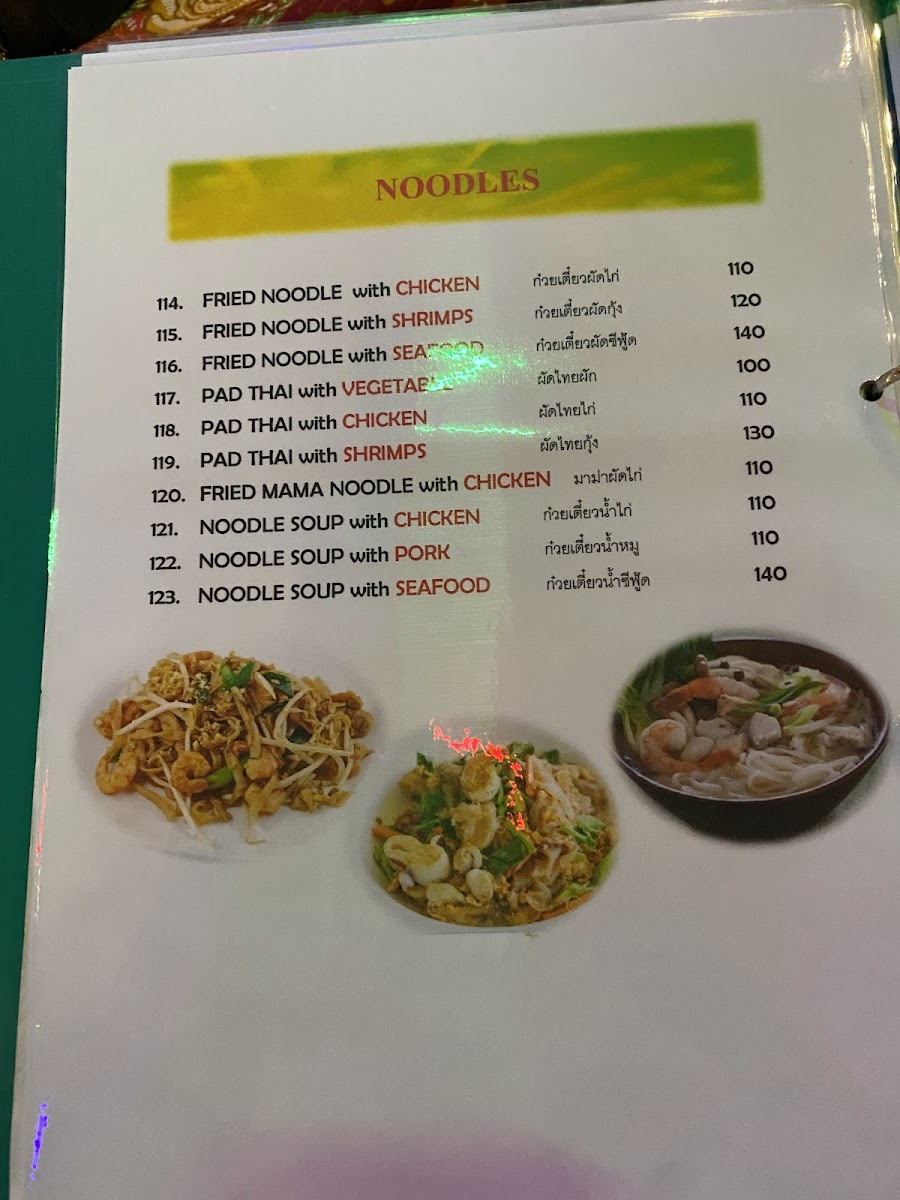 NOODLES
114. FRIED NOODLE with CHICKEN ก๋วยเตี๋ยวผัดไก่ 110
115. FRIED NOODLE with SHRIMPS ก๋วยเตี๋ยวผัดกุ้ง 120
116. FRIED NOODLE with SEAFOOD ก๋วยเตี๋ยวผัดซีฟู้ด 140
117. PAD THAI with VEGETABLE ผัดไทยผัก 100
118. PAD THAI with CHICKEN ผัดไทยไก่ 110
119. PAD THAI with SHRIMPS ผัดไทยกุ้ง 130
120. FRIED MAMA NOODLE with CHICKEN มาม่าผัดไก่ 110
121. NOODLE SOUP with CHICKEN ก๋วยเตี๋ยวน้ำไก่ 110
122. NOODLE SOUP with PORK ก๋วยเตี๋ยวน้ำหมู 110
123. NOODLE SOUP with SEAFOOD ก๋วยเตี๋ยวน้ำซีฟู้ด 140